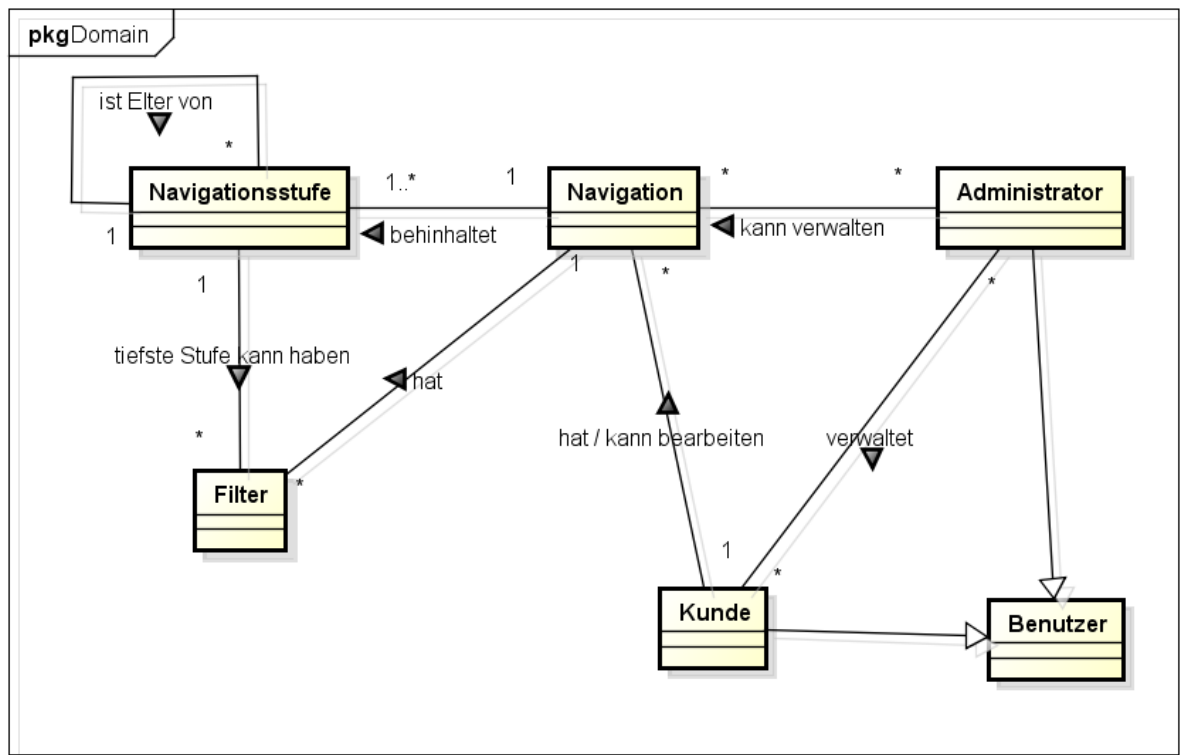 pkgDomain
ist Elter von
*
1..*
1
*
*
Navigationsstufe
Navigation
Administrator
1
behinhaltet
kann verwalten
1
1
*
*
tiefste Stufe kann haben
hat
*
hat / kann bearbeiten
verwaltet
*
Filter
1
*
Kunde
Benutzer